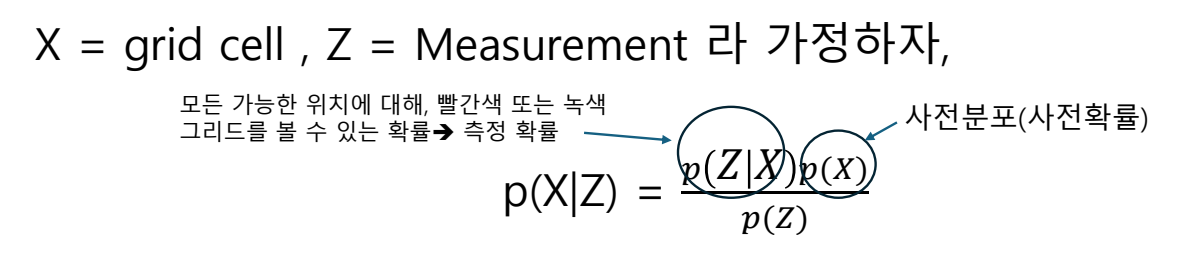 X = grid cell , Z = Measurement 라 가정하자,
모든 가능한 위치에 대해, 빨간색 또는 녹색
그리드를 볼 수 있는 확률➔ 측정 확률
사전분포(사전확률)
p(X|Z) = p(Z|X)p(X)
p(Z)